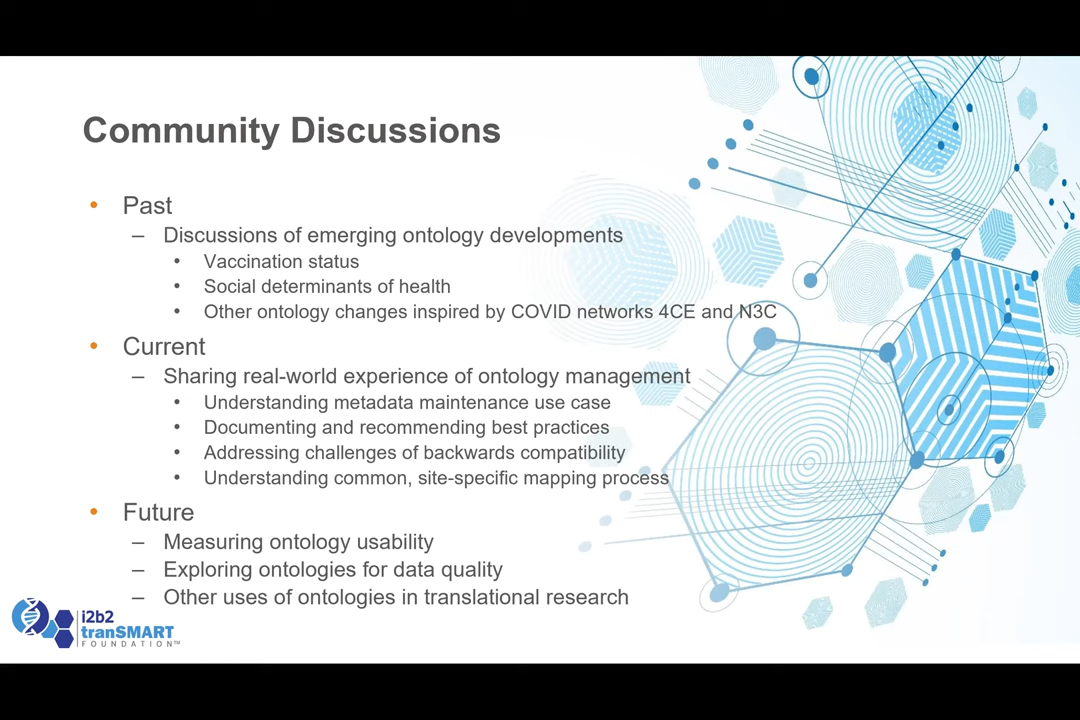 Community Discussions
• Past
– Discussions of emerging ontology developments
• Vaccination status
• Social determinants of health
• Other ontology changes inspired by COVID networks 4CE and N3C
• Current
– Sharing real-world experience of ontology management
• Understanding metadata maintenance use case
• Documenting and recommending best practices
• Addressing challenges of backwards compatibility
• Understanding common, site-specific mapping process
• Future
– Measuring ontology usability
– Exploring ontologies for data quality
– Other uses of ontologies in translational research
i2b2
tranSMART
FOUNDATION™